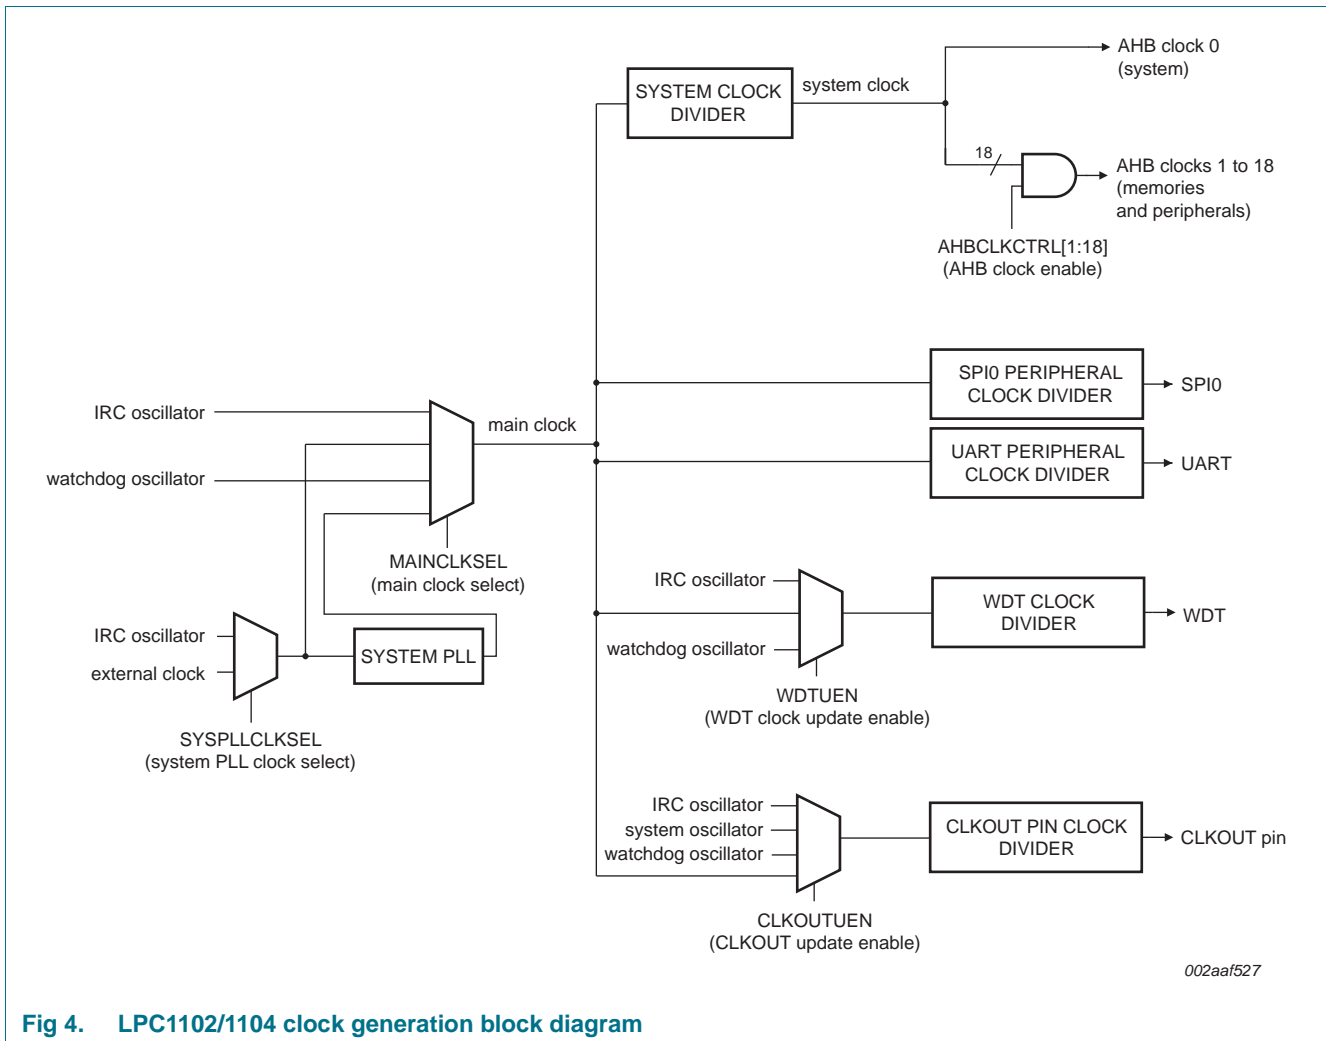 AHB clock 0
(system)
SYSTEM CLOCK
DIVIDER
system clock
18
AHB clocks 1 to 18
(memories
and peripherals)
AHBCLKCTRL[1:18]
(AHB clock enable)
SPI0 PERIPHERAL
CLOCK DIVIDER
SPI0
IRC oscillator
main clock
UART PERIPHERAL
CLOCK DIVIDER
UART
watchdog oscillator
MAINCLKSEL
(main clock select)
IRC oscillator
WDT CLOCK
DIVIDER
WDT
IRC oscillator
SYSTEM PLL
watchdog oscillator
external clock
WDTUEN
(WDT clock update enable)
SYSPLLCLKSEL
(system PLL clock select)
IRC oscillator
system oscillator
watchdog oscillator
CLKOUT PIN CLOCK
DIVIDER
CLKOUT pin
CLKOUTUEN
(CLKOUT update enable)
002aaf527
Fig 4. LPC1102/1104 clock generation block diagram